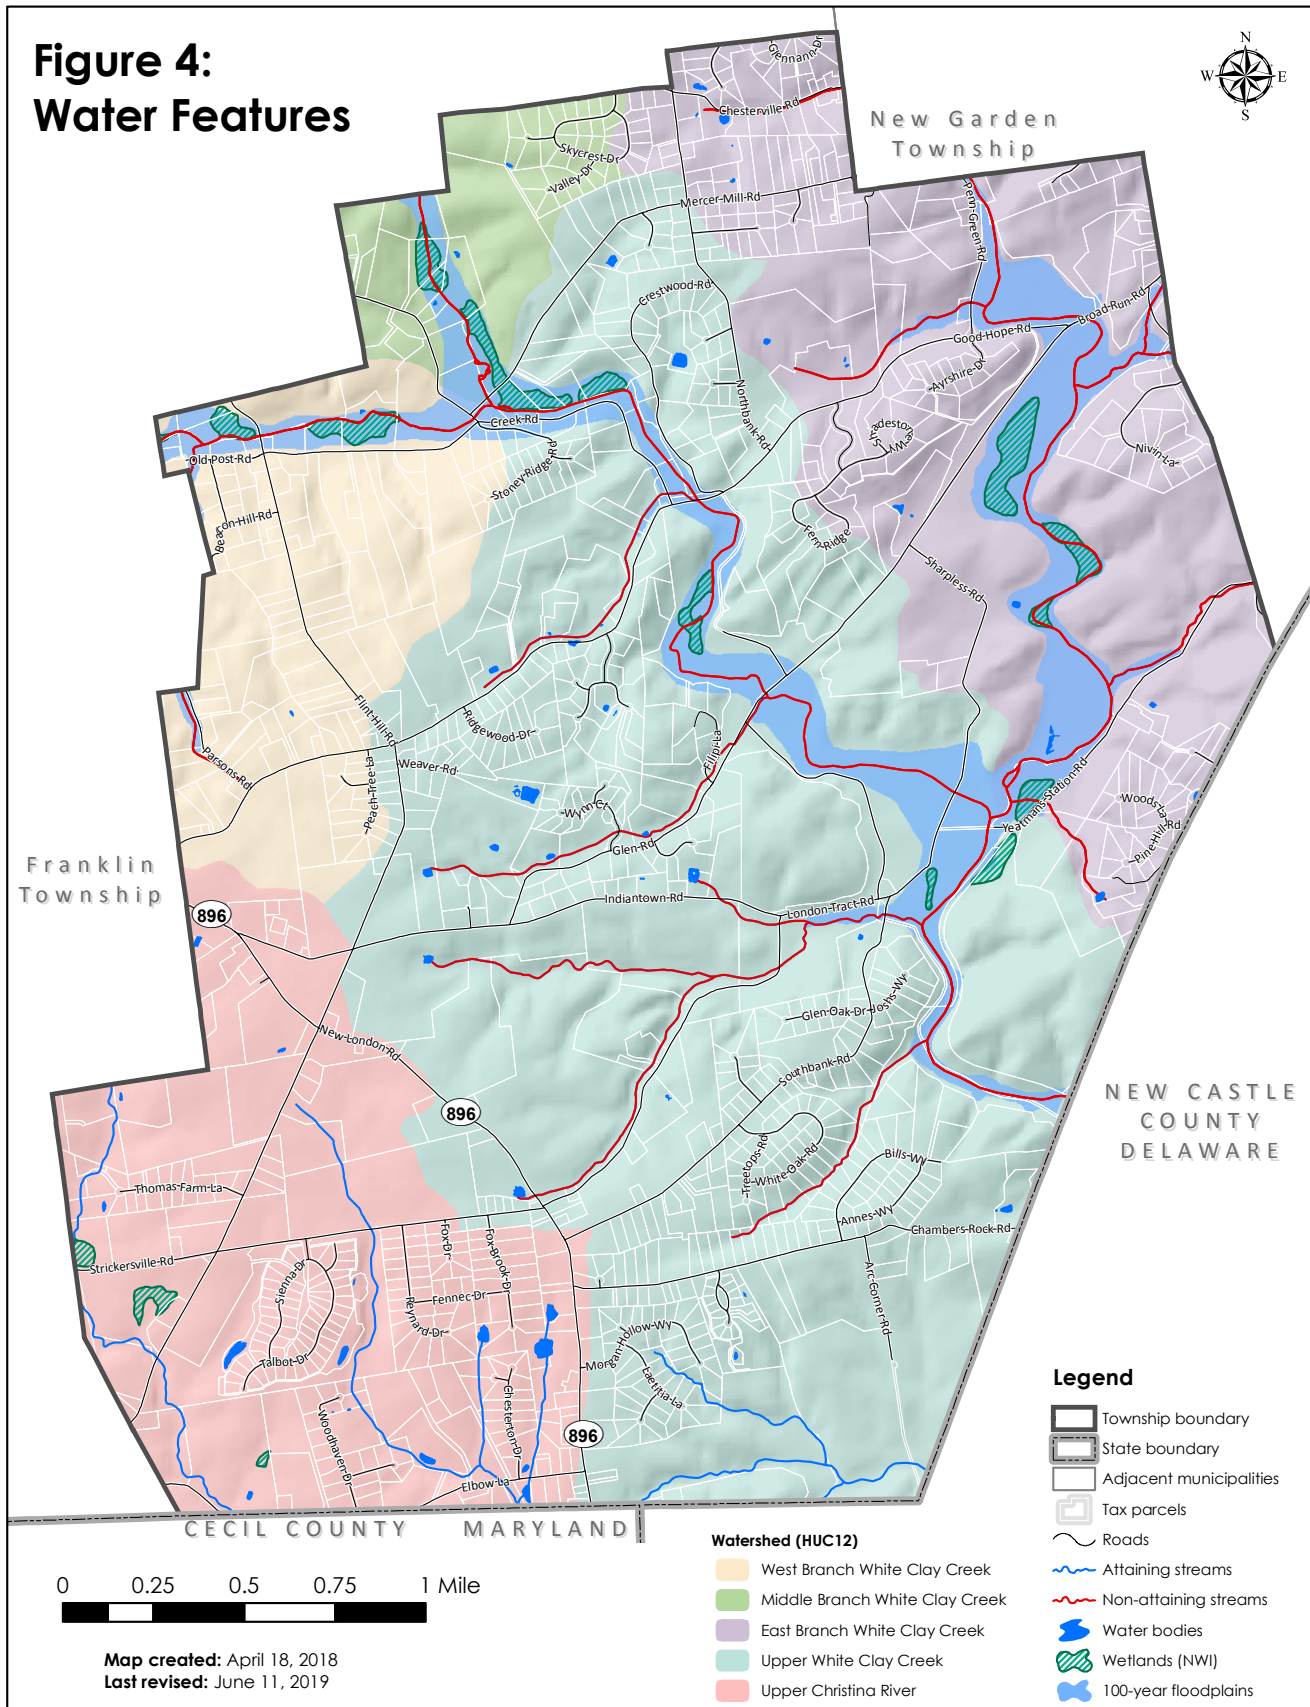 Figure 4:
Water Features
N
W
E
S
New Garden
Township
Glennann-Dr
Chesterville-Rd
Skycrest-Dr
Valley-Dr
Mercer-Mill-Rd
Penn-Green-Rd
Crestwood-Rd
Broad-Run-Rd
Good-Hope-Rd
Ayrshire-Dr
Northbank-Rd
Creek-Rd
Nivin-La
Old-Post-Rd
Stoney-Ridge-Rd
Beacon-Hill-Rd
Fern-Ridge
Sharpless-Rd
Flint-Hill-Rd
Ridgewood-Dr
Filipi-La
Parsons-Rd
Weaver-Rd
Peach-Tree-La
Yeatmans-Station-Rd
Woods-La
Wynn-Ct
Pine-Hill-Rd
Glen-Rd
Franklin
Township
896
Indiantown-Rd
London-Tract-Rd
Joshs-Wy
Glen-Oak-Dr
New-London-Rd
Southbank-Rd
NEW CASTLE
COUNTY
DELAWARE
896
Treetops-Rd
White-Oak-Rd
Bills-Wy
Thomas-Farm-La
Annes-Wy
Chambers-Rock-Rd
Fox-Dr
Fox-Brook-Dr
Strickersville-Rd
Sienna-Dr
Arc-Corner-Rd
Fennec-Dr
Reynard-Dr
Morgan-Hollow-Wy
Talbot-Dr
Laetitia-La
Chesterton-Dr
Woodhaven-Dr
896
Elbow-La
CECIL COUNTY MARYLAND
Legend
Township boundary
State boundary
Adjacent municipalities
Tax parcels
Roads
Attaining streams
Non-attaining streams
Water bodies
Wetlands (NWI)
100-year floodplains
Watershed (HUC12)
West Branch White Clay Creek
Middle Branch White Clay Creek
East Branch White Clay Creek
Upper White Clay Creek
Upper Christina River
0 0.25 0.5 0.75 1 Mile
Map created: April 18, 2018
Last revised: June 11, 2019